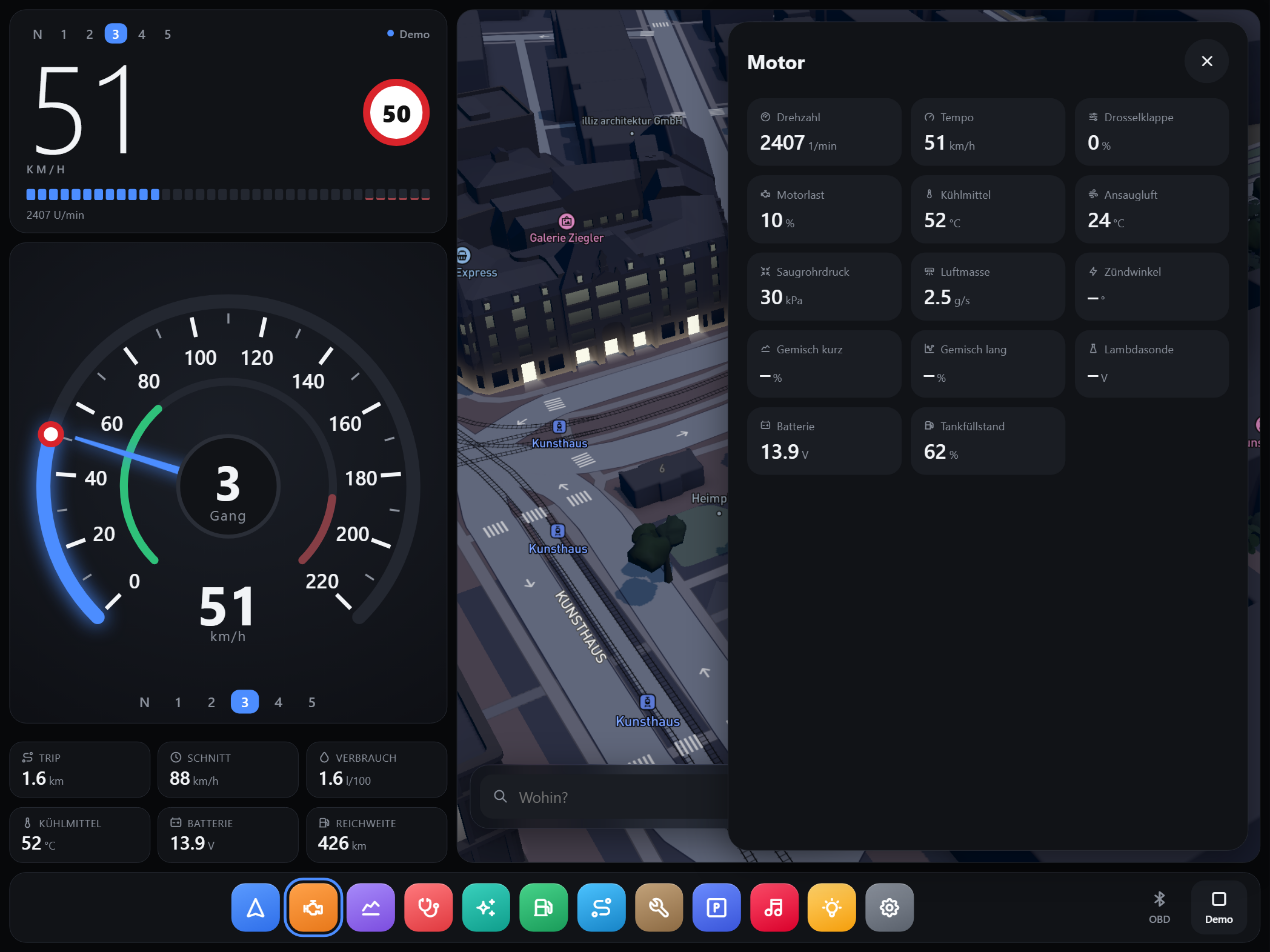 N 1 2 3 4 5
Demo
51
50
KM/H
2407 U/min
100 120
80 140
60 160
40 180
20 200
0 220
3
Gang
51
km/h
N 1 2 3 4 5
TRIP
1.6 km
SCHNITT
88 km/h
VERBRAUCH
1.6 l/100
KÜHLMITTEL
52 °C
BATTERIE
13.9 V
REICHWEITE
426 km
illiz architektur GmbH
Galerie Ziegler
Express
Kunsthaus
6
Heimp
Kunsthaus
KUNSTHAUS
Kunsthaus
Wohin?
Motor
Drehzahl
2407 1/min
Tempo
51 km/h
Drosselklappe
0 %
Motorlast
10 %
Kühlmittel
52 °C
Ansaugluft
24 °C
Saugrohrdruck
30 kPa
Luftmasse
2.5 g/s
Zündwinkel
– °
Gemisch kurz
– %
Gemisch lang
– %
Lambdasonde
– V
Batterie
13.9 V
Tankfüllstand
62 %
P
OBD
Demo